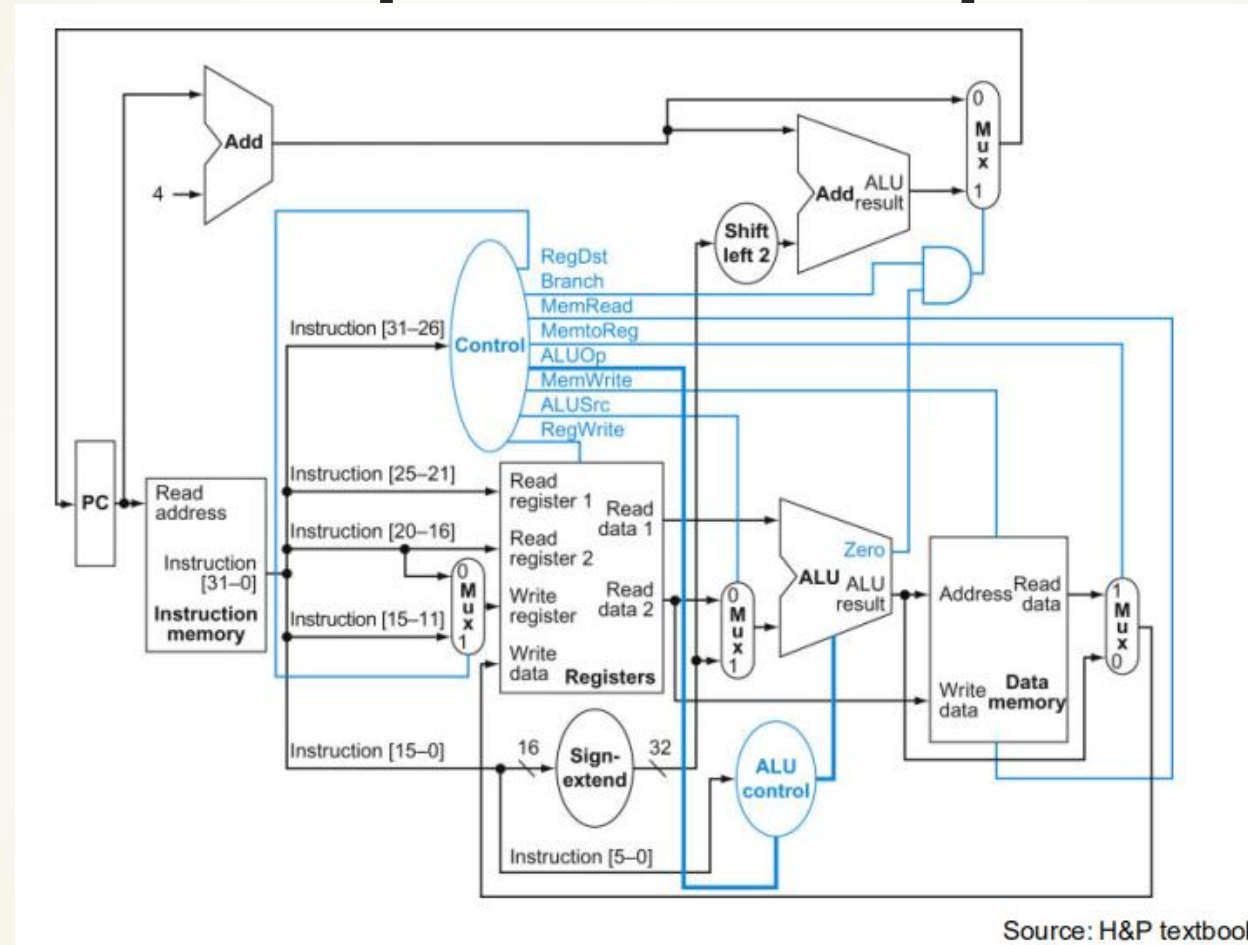 0
M
u
x
1
Add
4
Add
ALU
result
Shift
left 2
RegDst
Branch
MemRead
MemtoReg
ALUOp
MemWrite
ALUSrc
RegWrite
Control
Instruction [31–26]
Instruction [25–21]
Instruction [20–16]
Instruction [15–11]
Instruction [15–0]
Instruction [5–0]
PC
Read
address
Instruction
[31–0]
Instruction
memory
0
M
u
x
1
Read
register 1
Read
register 2
Write
register
Write
data
Read
data 1
Read
data 2
Registers
16
Sign-
extend
32
0
M
u
x
1
Zero
ALU
ALU
result
ALU
control
Address
Read
data
Write
data
Data
memory
1
M
u
x
0
Source: H&P textbook